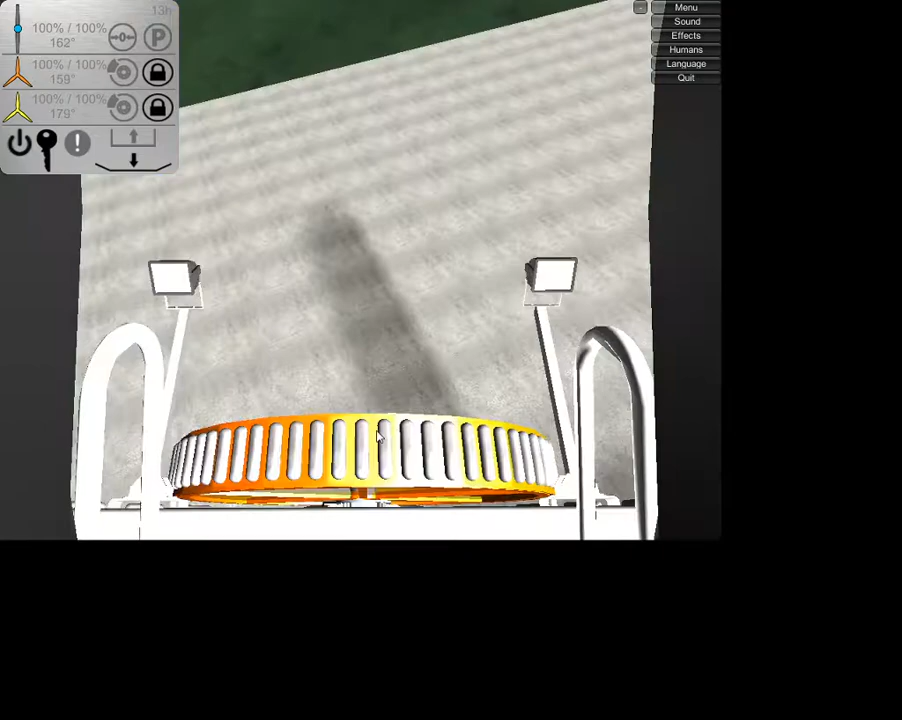 13h
100% / 100%
162°
P
100% / 100%
159°
100% / 100%
179°
!
-
Menu
Sound
Effects
Humans
Language
Quit